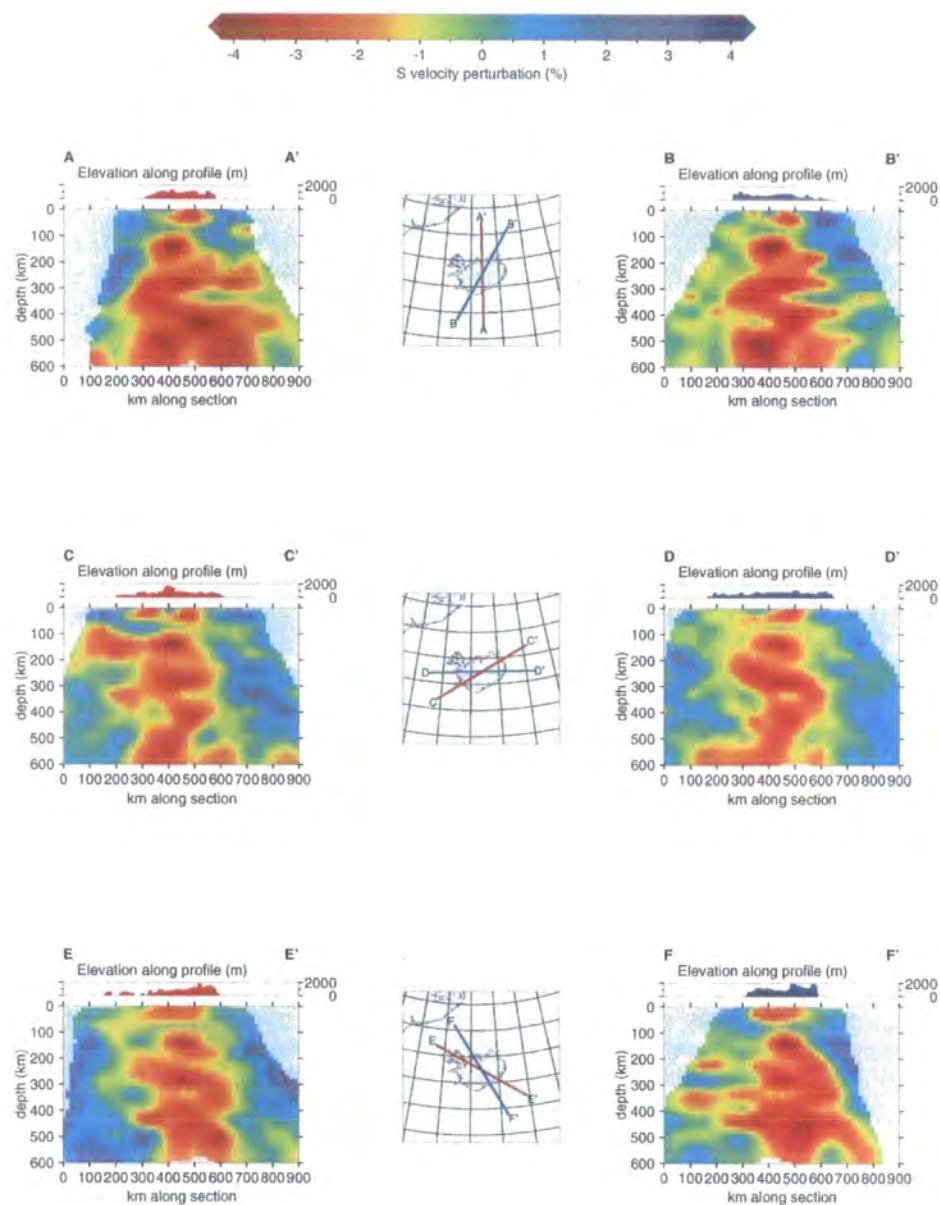 -4 -3 -2 -1 0 1 2 3 4
S velocity perturbation (%)
A A'
Elevation along profile (m)
2000
0
0
100
200
300
400
500
600
depth (km)
0 100 200 300 400 500 600 700 800 900
km along section
A'
B'
B
A
B B'
Elevation along profile (m)
2000
0
0
100
200
300
400
500
600
depth (km)
0 100 200 300 400 500 600 700 800 900
km along section
C C'
Elevation along profile (m)
2000
0
0
100
200
300
400
500
600
depth (km)
0 100 200 300 400 500 600 700 800 900
km along section
C'
D D'
C
D D'
Elevation along profile (m)
2000
0
0
100
200
300
400
500
600
depth (km)
0 100 200 300 400 500 600 700 800 900
km along section
E E'
Elevation along profile (m)
2000
0
0
100
200
300
400
500
600
depth (km)
0 100 200 300 400 500 600 700 800 900
km along section
F
E
E'
F'
F F'
Elevation along profile (m)
2000
0
0
100
200
300
400
500
600
depth (km)
0 100 200 300 400 500 600 700 800 900
km along section